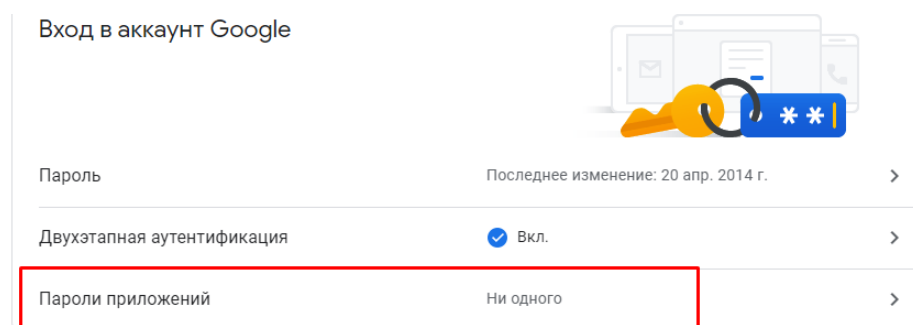 Вход в аккаунт Google
**
Пароль Последнее изменение: 20 апр. 2014 г.
Двухэтапная аутентификация Вкл.
Пароли приложений Ни одного